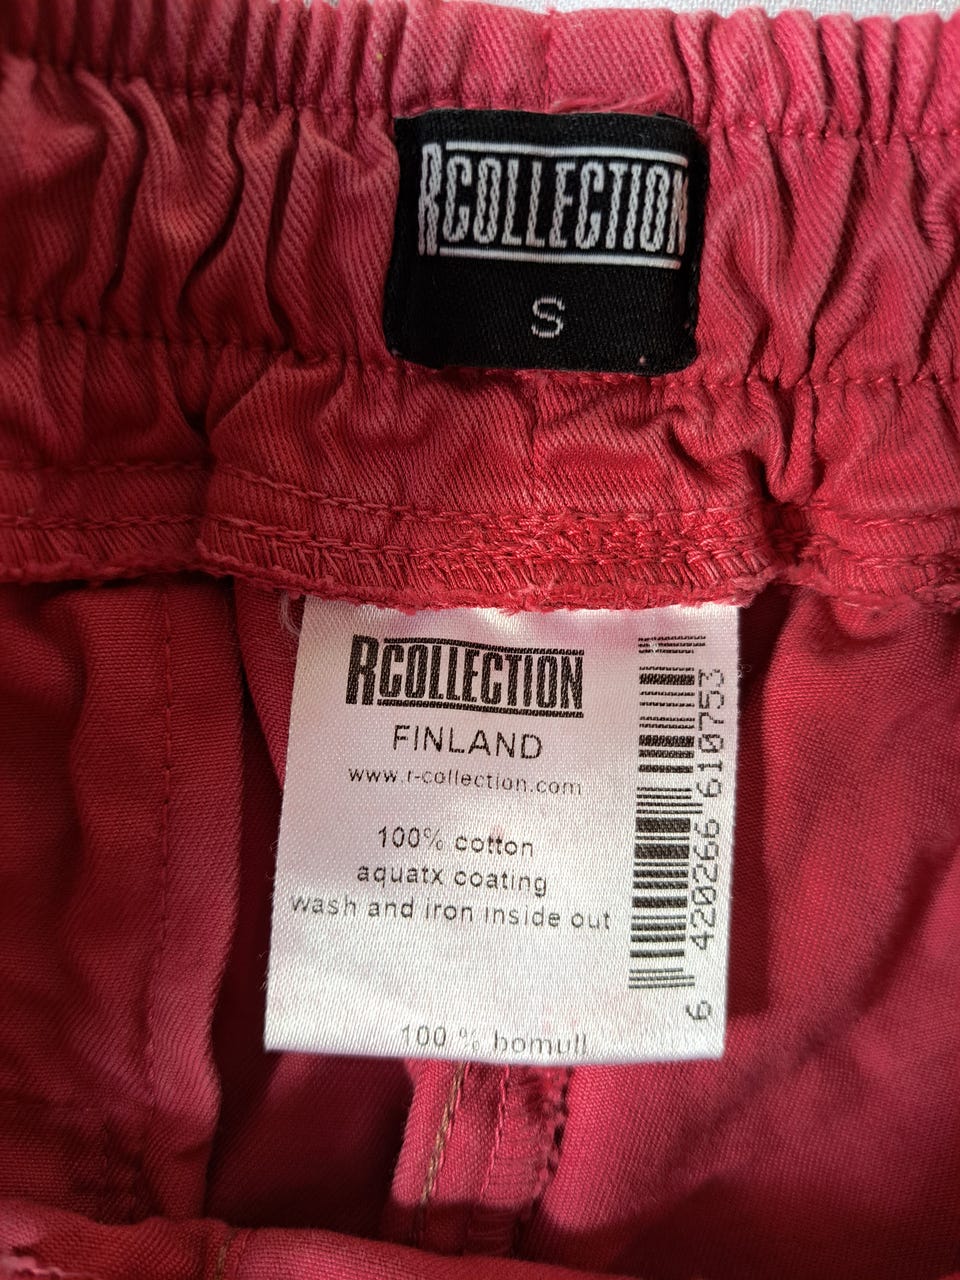 RCOLLECTION
S
RCOLLECTION
FINLAND
www.r-collection.com
100% cotton
aquatx coating
wash and iron inside out
100 % bomull
6 420266 610753